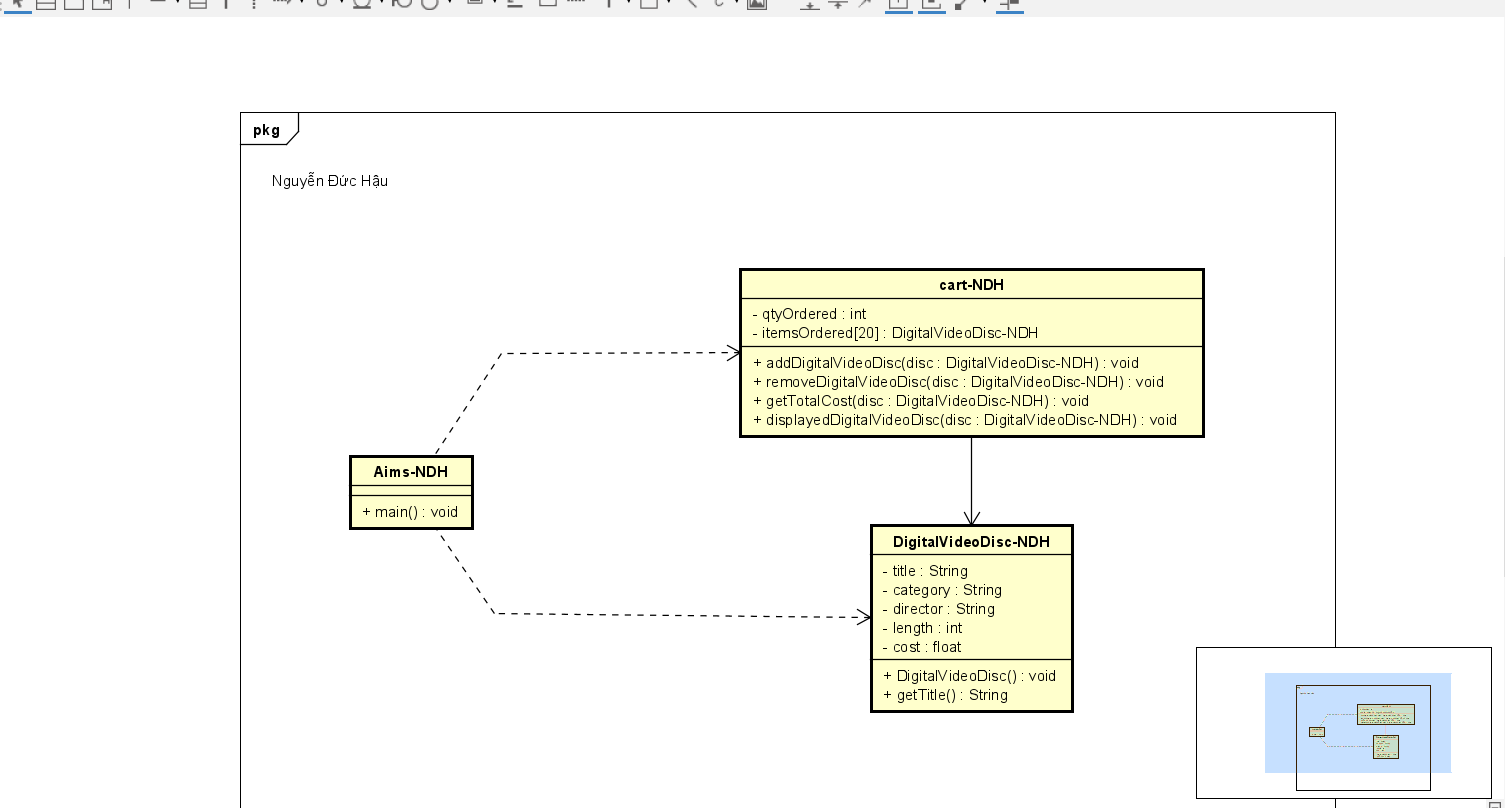 pkg
Nguyễn Đức Hậu
cart-NDH
- qtyOrdered : int
- itemsOrdered[20] : DigitalVideoDisc-NDH
+ addDigitalVideoDisc(disc : DigitalVideoDisc-NDH) : void
+ removeDigitalVideoDisc(disc : DigitalVideoDisc-NDH) : void
+ getTotalCost(disc : DigitalVideoDisc-NDH) : void
+ displayedDigitalVideoDisc(disc : DigitalVideoDisc-NDH) : void
Aims-NDH
+ main() : void
DigitalVideoDisc-NDH
- title : String
- category : String
- director : String
- length : int
- cost : float
+ DigitalVideoDisc() : void
+ getTitle() : String